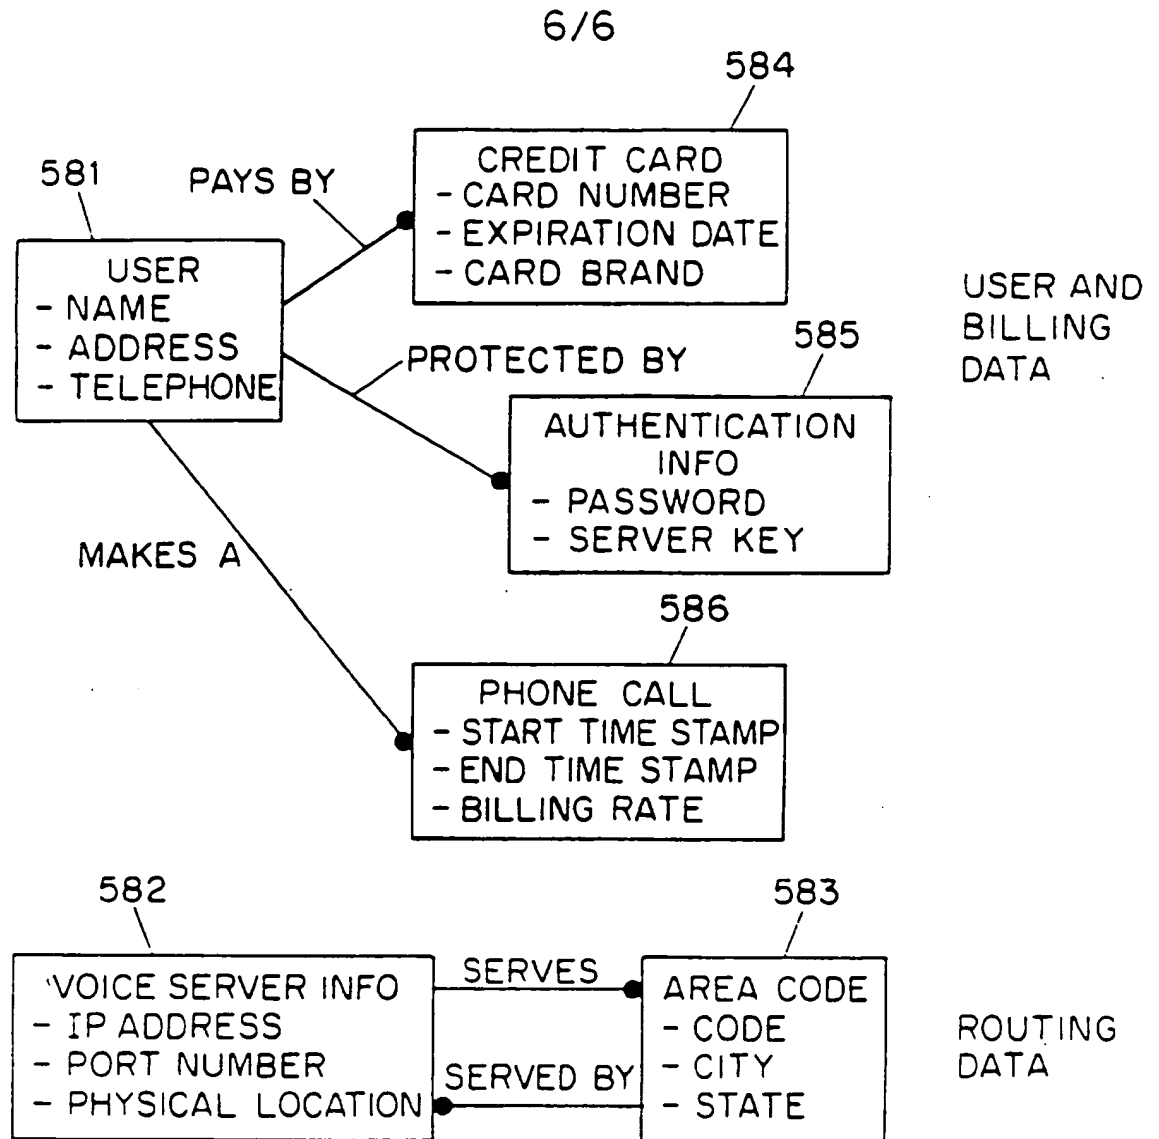 6/6
584
CREDIT CARD
- CARD NUMBER
- EXPIRATION DATE
- CARD BRAND
581
PAYS BY
USER
- NAME
- ADDRESS
- TELEPHONE
USER AND
BILLING
DATA
585
PROTECTED BY
AUTHENTICATION
INFO
- PASSWORD
- SERVER KEY
MAKES A
586
PHONE CALL
- START TIME STAMP
- END TIME STAMP
- BILLING RATE
582
583
VOICE SERVER INFO
- IP ADDRESS
- PORT NUMBER
- PHYSICAL LOCATION
SERVES
SERVED BY
AREA CODE
- CODE
- CITY
- STATE
ROUTING
DATA